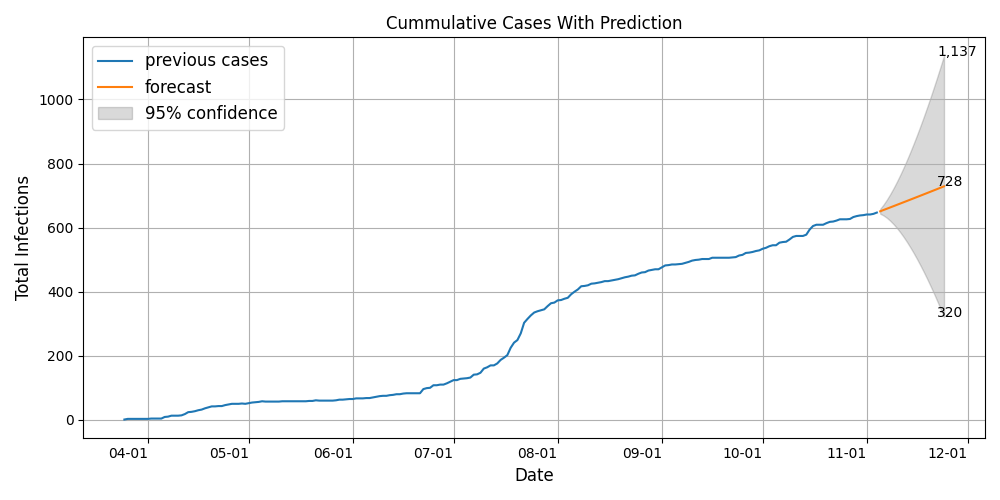 Cummulative Cases With Prediction
previous cases
forecast
95% confidence
1,137
728
320
Total Infections
1000
800
600
400
200
0
04-01 05-01 06-01 07-01 08-01 09-01 10-01 11-01 12-01
Date